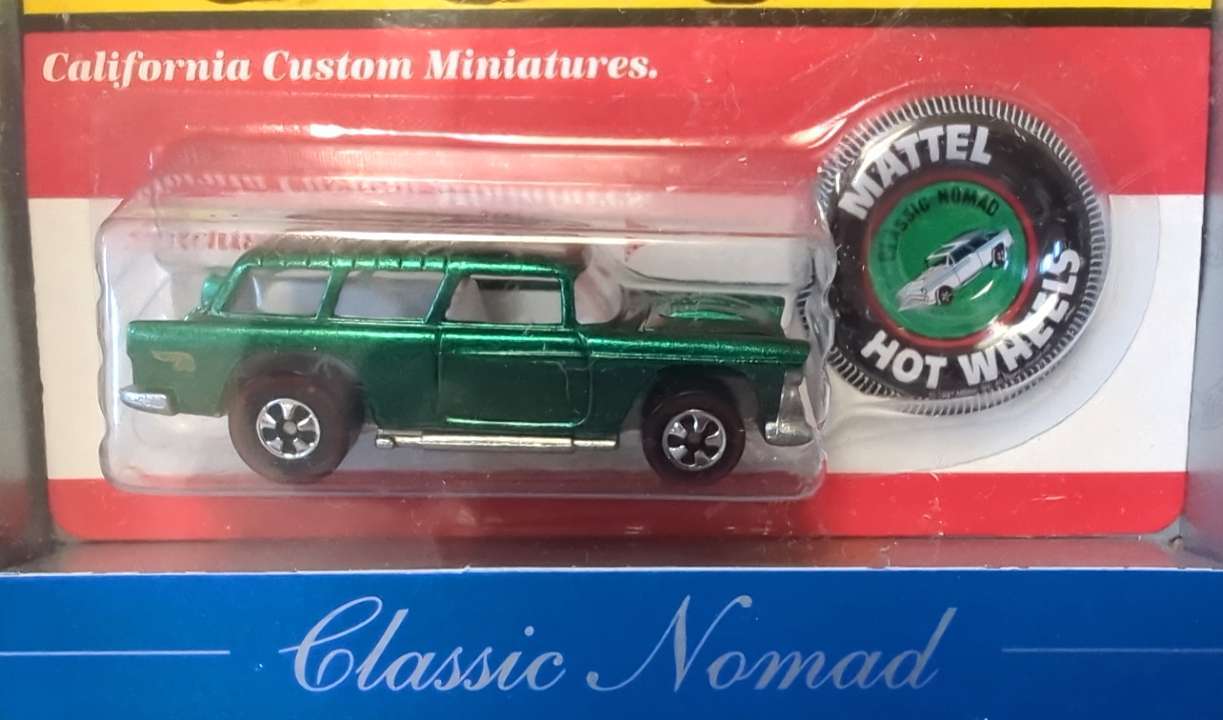 California Custom Miniatures.
MATTEL
CLASSIC NOMAD
HOT WHEELS
Classic Nomad